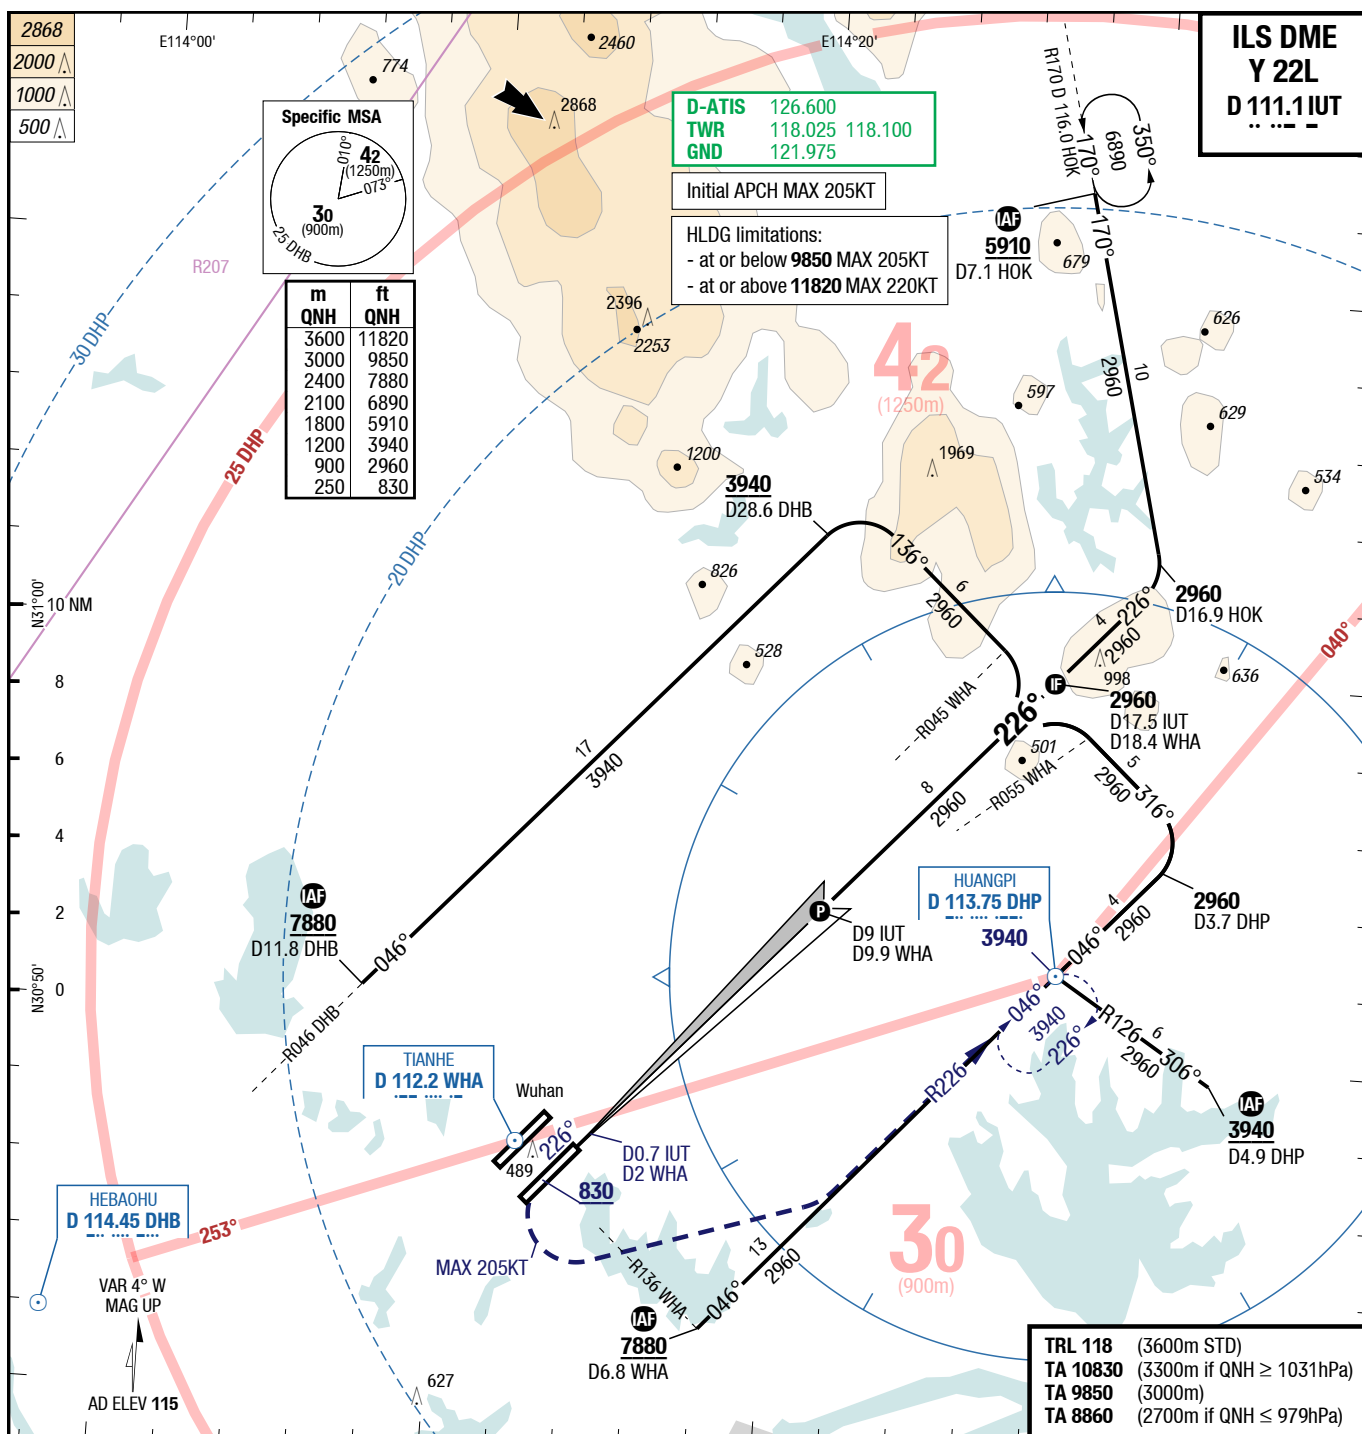 2868
2000
1000
500
E114°00'
774
2460
2868
E114°20'
ILS DME
Y 22L
D 111.1 IUT
Specific MSA
010°
42
(1250m)
073°
30
(900m)
25 DHB
D-ATIS 126.600
TWR 118.025 118.100
GND 121.975
Initial APCH MAX 205KT
HLDG limitations:
- at or below 9850 MAX 205KT
- at or above 11820 MAX 220KT
R170 D 116.0 HOK
170°
6890
350°
IAF
5910
D7.1 HOK
170°
679
R207
m ft
QNH QNH
3600 11820
3000 9850
2400 7880
2100 6890
1800 5910
1200 3940
900 2960
250 830
30 DHP
25 DHP
20 DHP
2396
2253
42
(1250m)
626
10
2960
597
629
1200
1969
534
3940
D28.6 DHB
136°
826
6
2960
2960
D16.9 HOK
N31°00'
10 NM
8
6
4
2
0
N30°50'
4
226°
2960
040°
528
998
636
IF
2960
D17.5 IUT
D18.4 WHA
R045 WHA
226°
501
R055 WHA
17
3940
8
2960
5
2960
316°
IAF
7880
D11.8 DHB
046°
R046 DHB
P
D9 IUT
D9.9 WHA
HUANGPI
D 113.75 DHP
3940
4
046°
2960
2960
D3.7 DHP
046°
3940
226°
R126
6
2960
306°
IAF
3940
D4.9 DHP
TIANHE
D 112.2 WHA
Wuhan
226°
489
D0.7 IUT
D2 WHA
830
R226
HEBAOHU
D 114.45 DHB
253°
MAX 205KT
R136 WHA
13
2960
046°
30
(900m)
VAR 4° W
MAG UP
AD ELEV 115
IAF
7880
D6.8 WHA
627
TRL 118 (3600m STD)
TA 10830 (3300m if QNH ≥ 1031hPa)
TA 9850 (3000m)
TA 8860 (2700m if QNH ≤ 979hPa)